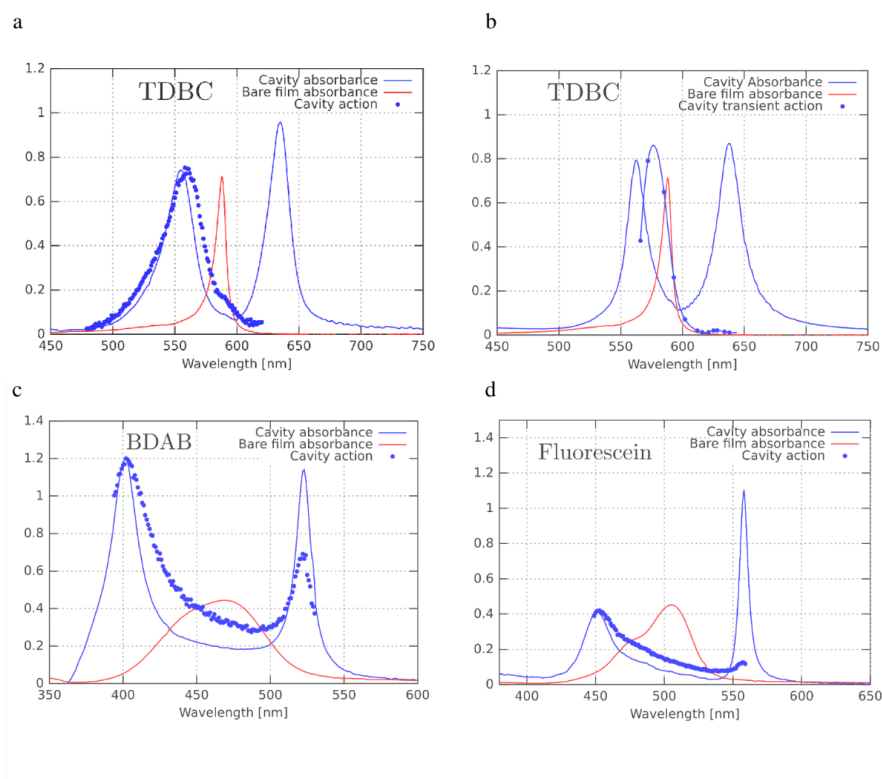 a
1.2
1
0.8
0.6
0.4
0.2
0
450 500 550 600 650 700 750
Wavelength [nm]
TDBC
Cavity absorbance
Bare film absorbance
Cavity action
b
1.2
1
0.8
0.6
0.4
0.2
0
450 500 550 600 650 700 750
Wavelength [nm]
TDBC
Cavity Absorbance
Bare film absorbance
Cavity transient action
c
1.4
1.2
1
0.8
0.6
0.4
0.2
0
350 400 450 500 550 600
Wavelength [nm]
BDAB
Cavity absorbance
Bare film absorbance
Cavity action
d
1.4
1.2
1
0.8
0.6
0.4
0.2
0
400 450 500 550 600 650
Wavelength [nm]
Fluorescein
Cavity absorbance
Bare film absorbance
Cavity action